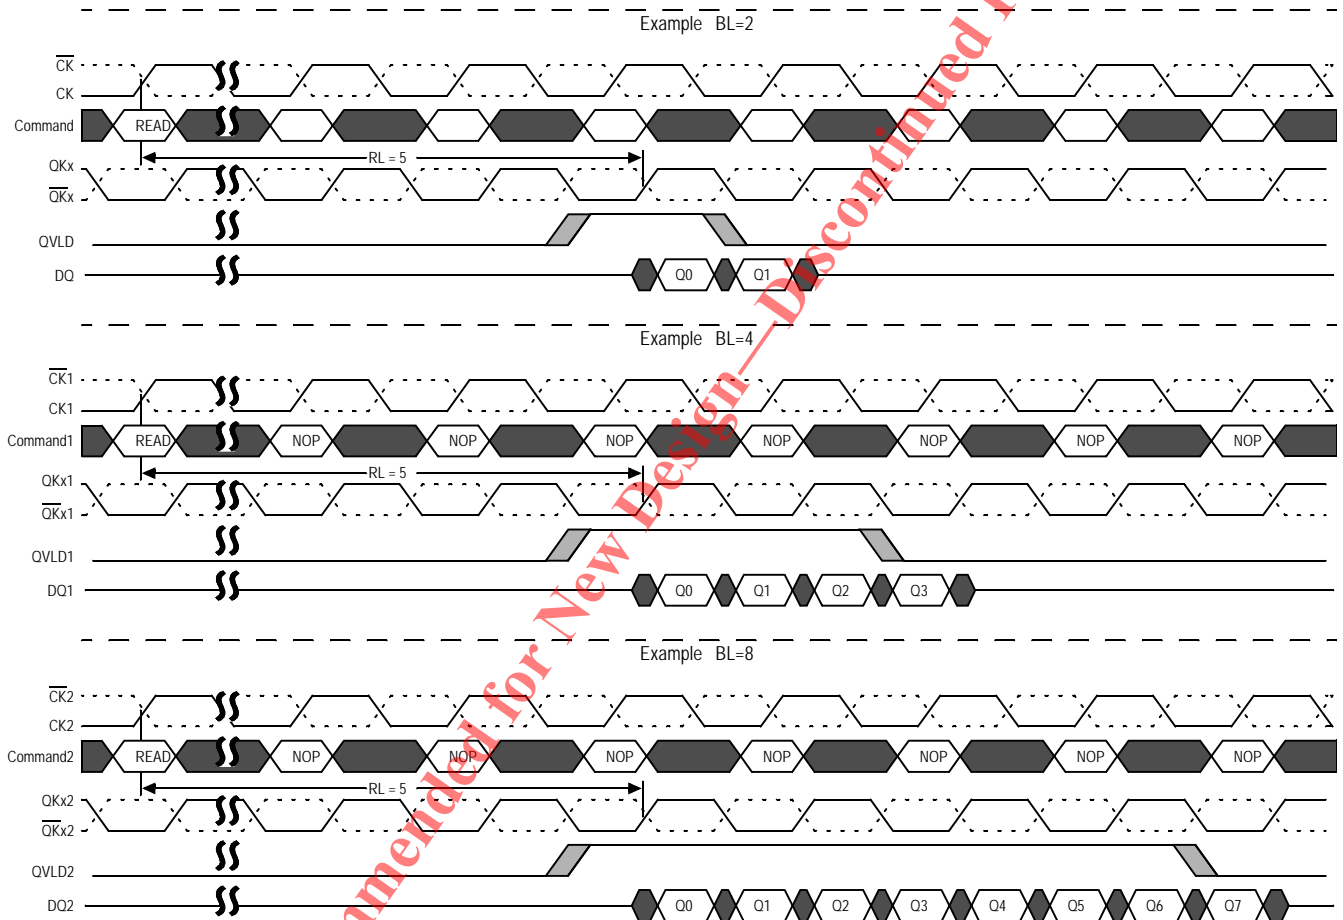 Example BL=2
CK
CK
Command READ
RL = 5
QKx
QKx
QVLD
DQ Q0 Q1
Example BL=4
CK1
CK1
Command1 READ NOP NOP NOP NOP NOP NOP NOP
RL = 5
QKx1
QKx1
QVLD1
DQ1 Q0 Q1 Q2 Q3
Example BL=8
CK2
CK2
Command2 READ NOP NOP NOP NOP NOP NOP NOP
RL = 5
QKx2
QKx2
QVLD2
DQ2 Q0 Q1 Q2 Q3 Q4 Q5 Q6 Q7
mmended for New Design—Discontinued